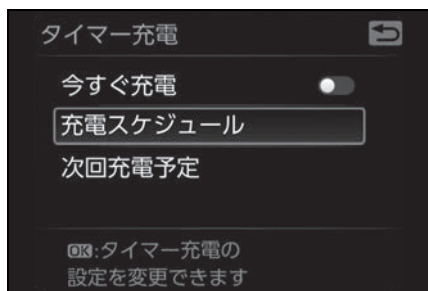 タイマー充電
今すぐ充電
充電スケジュール
次回充電予定
OK:タイマー充電の
設定を変更できます